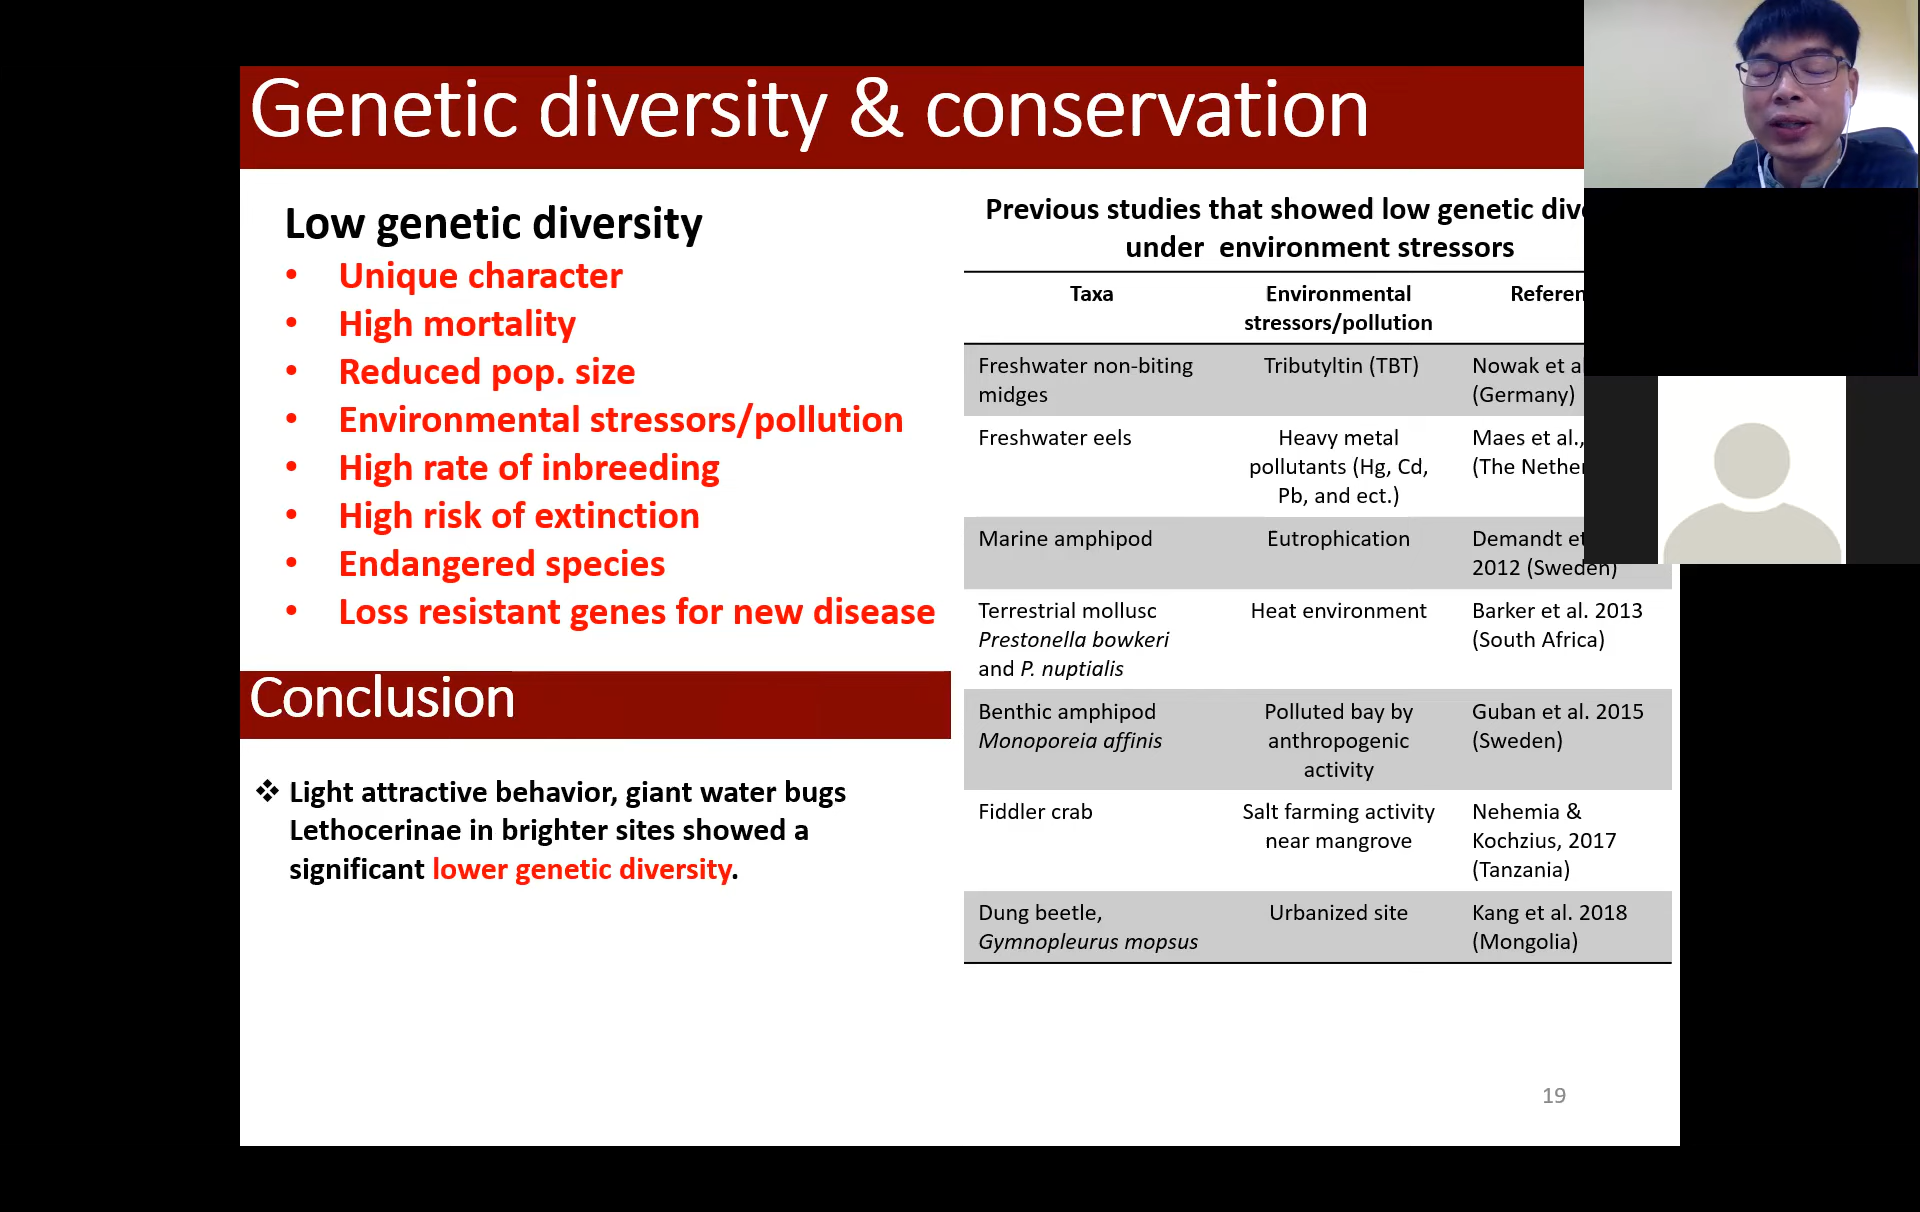 Genetic diversity & conservation
Low genetic diversity
• Unique character
• High mortality
• Reduced pop. size
• Environmental stressors/pollution
• High rate of inbreeding
• High risk of extinction
• Endangered species
• Loss resistant genes for new disease
Conclusion
❖ Light attractive behavior, giant water bugs
Lethocerinae in brighter sites showed a
significant lower genetic diversity.
Previous studies that showed low genetic
under environment stressors
Taxa
Environmental
stressors/pollution
Freshwater non-biting
midges
Tributyltin (TBT)
Nowak et
(Germany)
Freshwater eels
Heavy metal
pollutants (Hg, Cd,
Pb, and ect.)
Maes et al.,
(The
Marine amphipod
Eutrophication
Demandt
2012 (Sweden)
Terrestrial mollusc
Prestonella bowkeri
and P. nuptialis
Heat environment
Barker et al. 2013
(South Africa)
Benthic amphipod
Monoporeia affinis
Polluted bay by
anthropogenic
activity
Guban et al. 2015
(Sweden)
Fiddler crab
Salt farming activity
near mangrove
Nehemia &
Kochzius, 2017
(Tanzania)
Dung beetle,
Gymnopleurus mopsus
Urbanized site
Kang et al. 2018
(Mongolia)
19